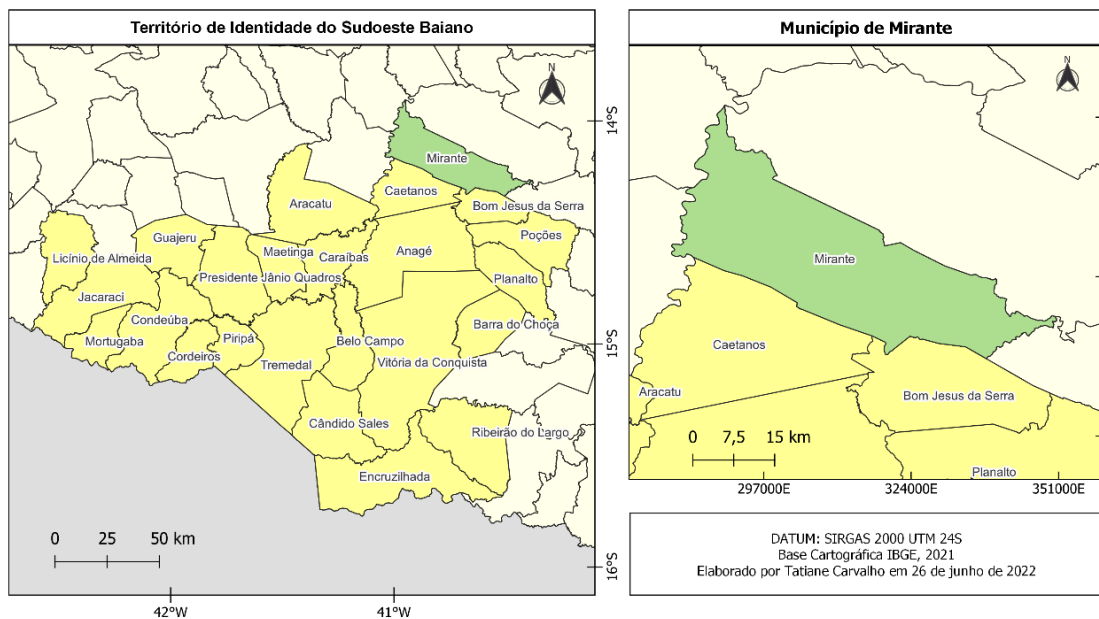 Território de Identidade do Sudoeste Baiano
N
14°S
Mirante
Caetanos
Aracatu
Bom Jesus da Serra
Guajeru
Poções
Maetinga
Anagé
Licínio de Almeida
Caraíbas
Presidente Jânio Quadros
Planalto
Jacaraci
Condeúba
Barra do Choça
Mortugaba
Piripá
Belo Campo
15°S
Cordeiros
Tremedal
Vitória da Conquista
Cândido Sales
Ribeirão do Largo
Encruzilhada
0 25 50 km
16°S
42°W 41°W
Município de Mirante
N
Mirante
Caetanos
Aracatu
Bom Jesus da Serra
0 7,5 15 km
Planalto
297000E 324000E 351000E
DATUM: SIRGAS 2000 UTM 24S
Base Cartográfica IBGE, 2021
Elaborado por Tatiane Carvalho em 26 de junho de 2022